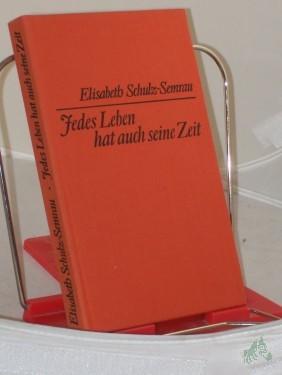 Elisabeth Schulz-Semrau
Jedes Leben
hat auch seine Zeit
Elisabeth Schulz-Semrau · Jedes Leben hat auch seine Zeit